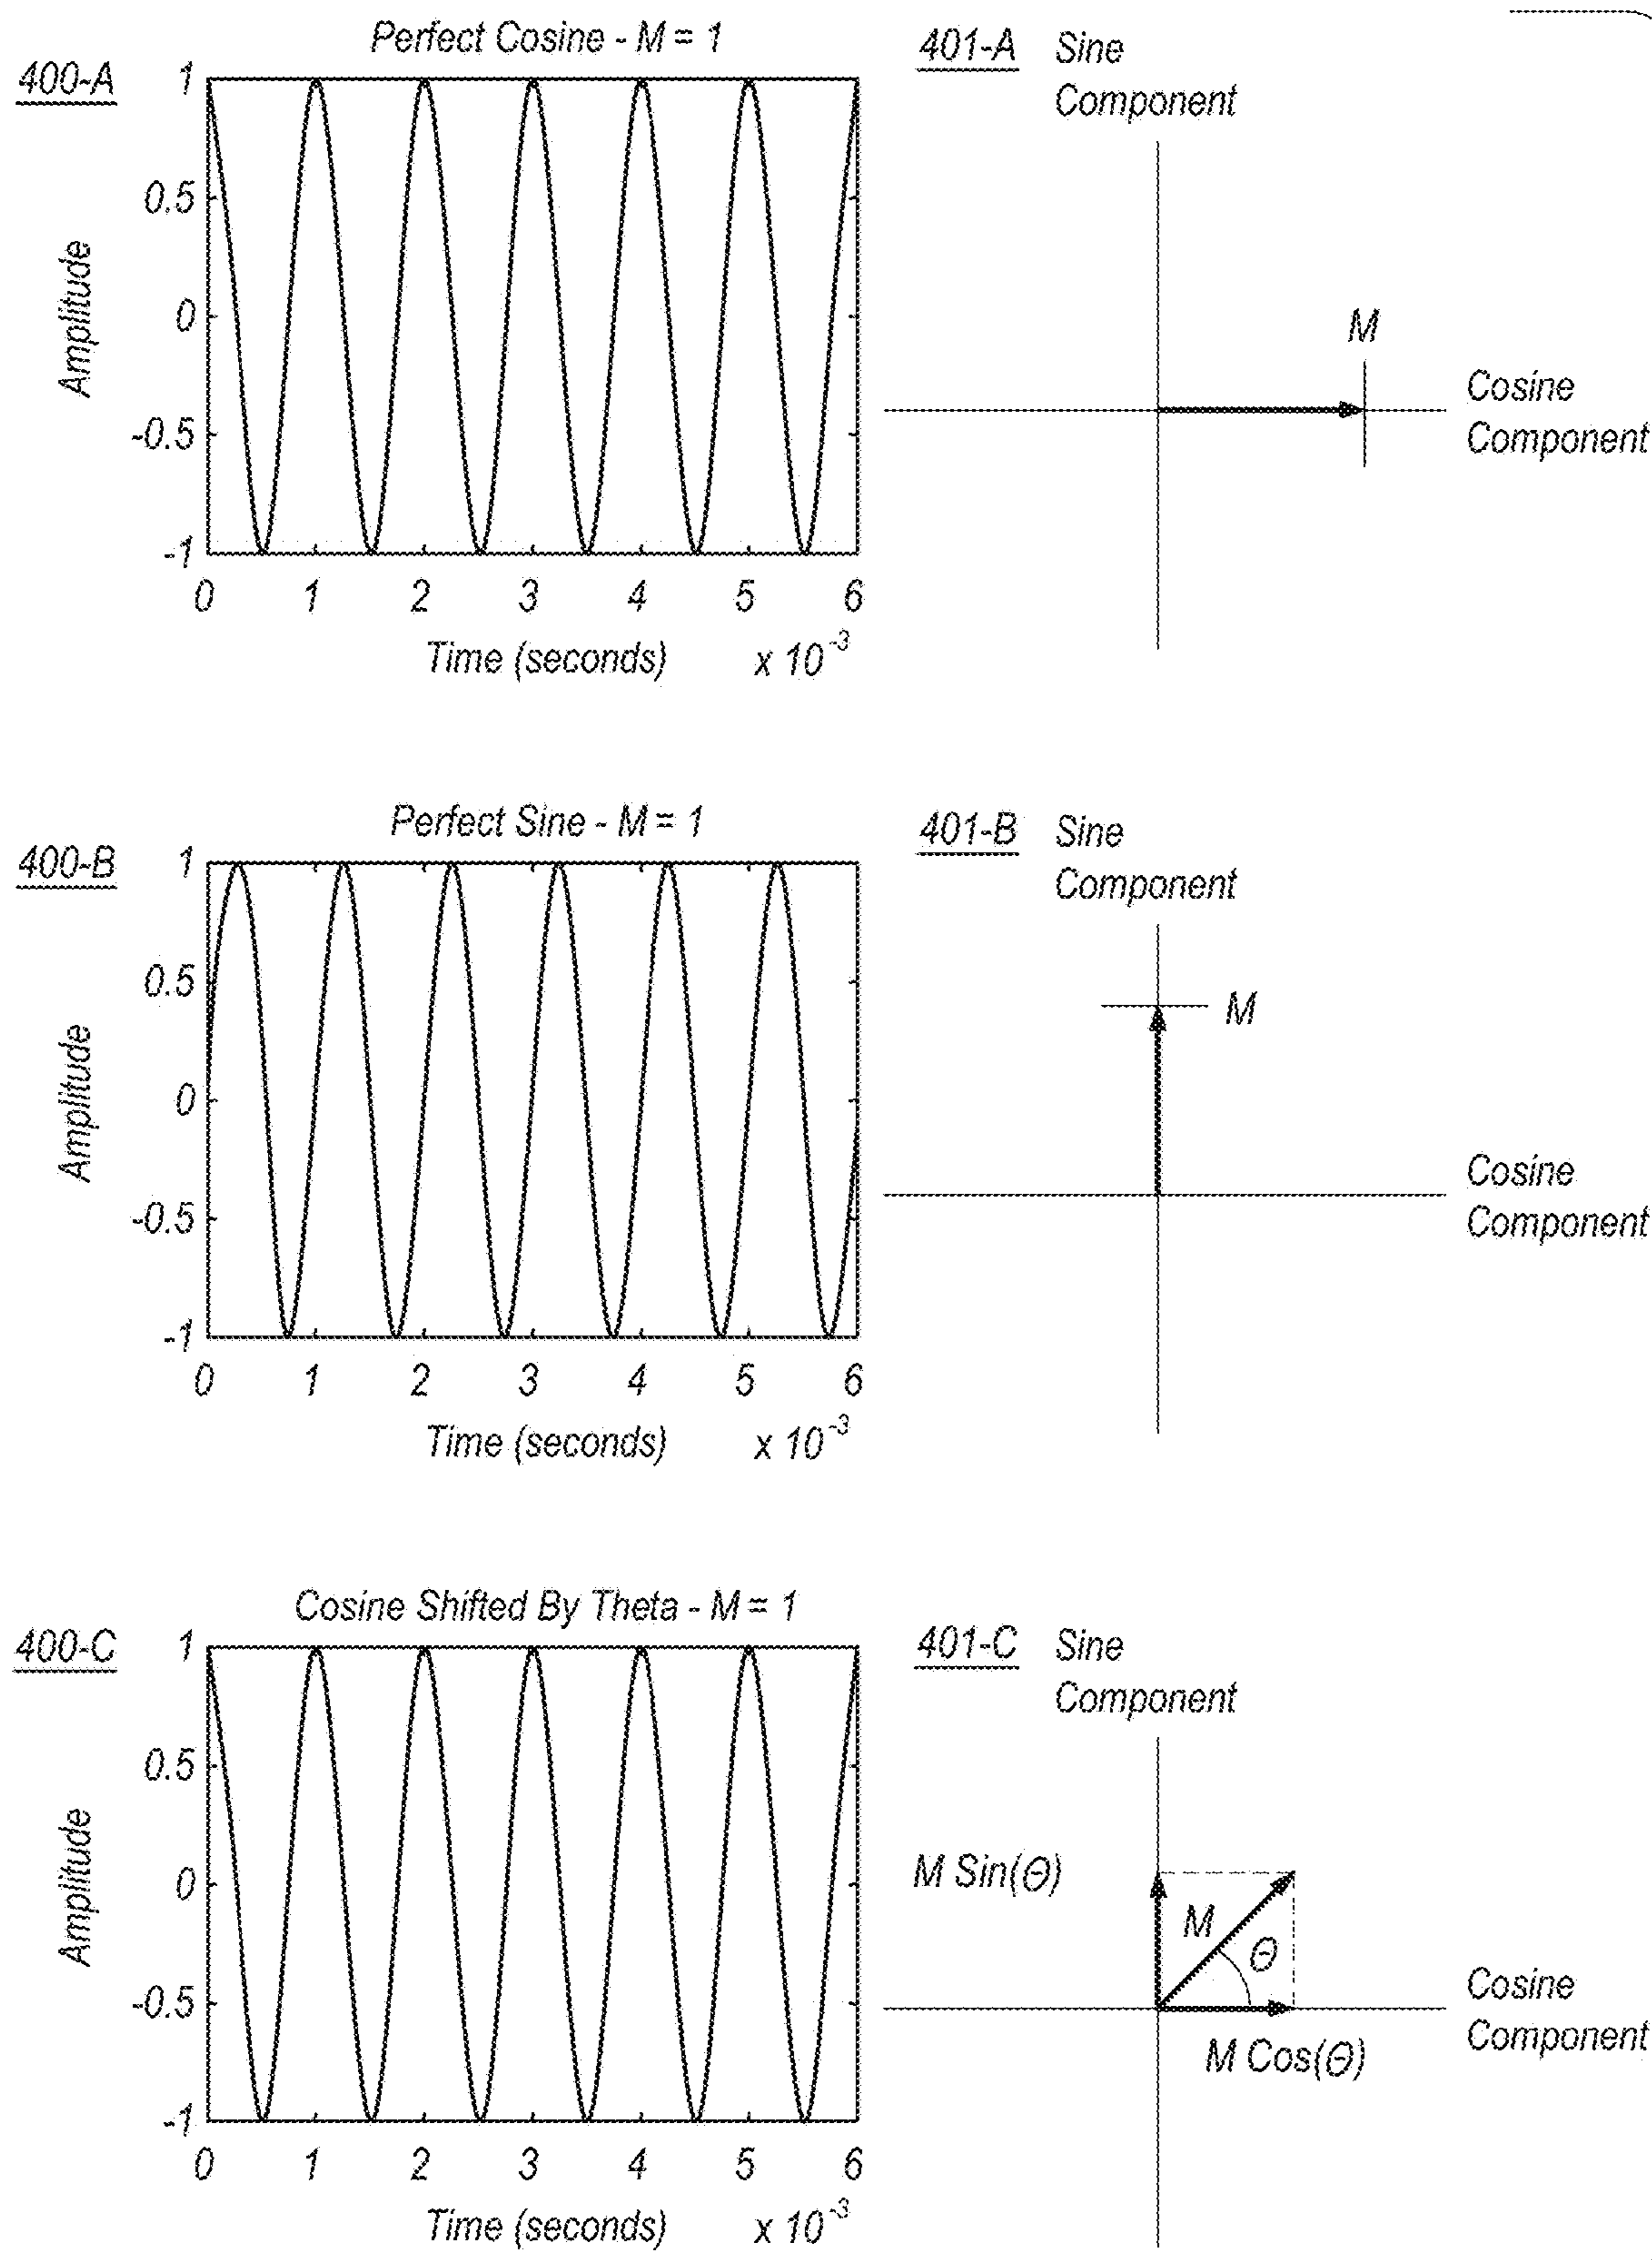 Perfect Cosine - M = 1
400-A
1
0.5
0
-0.5
-1
Amplitude
0 1 2 3 4 5 6
Time (seconds) x 10-3
401-A Sine
Component
M
Cosine
Component
Perfect Sine - M = 1
400-B
1
0.5
0
-0.5
-1
Amplitude
0 1 2 3 4 5 6
Time (seconds) x 10-3
401-B Sine
Component
M
Cosine
Component
Cosine Shifted By Theta - M = 1
400-C
1
0.5
0
-0.5
-1
Amplitude
0 1 2 3 4 5 6
Time (seconds) x 10-3
401-C Sine
Component
M Sin(Θ)
M
Θ
Cosine
Component
M Cos(Θ)